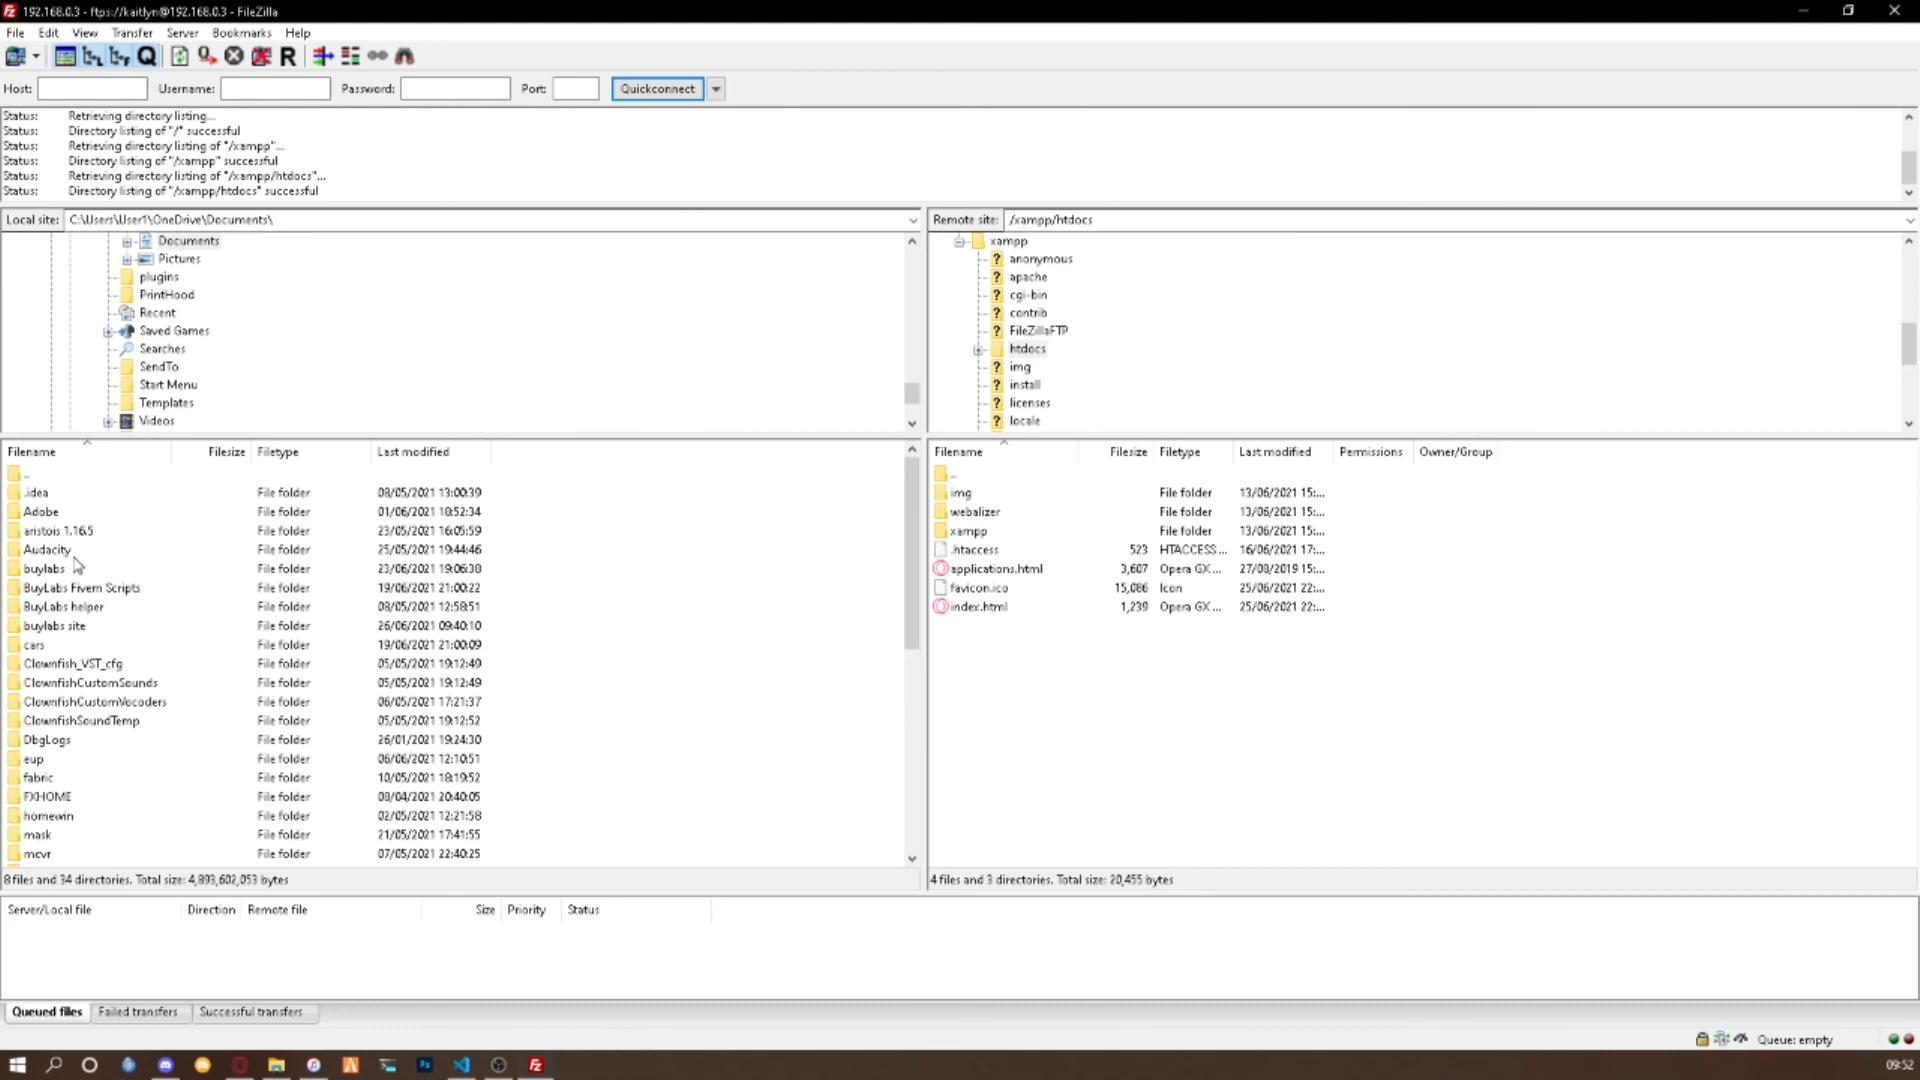 192.168.0.3 - ftps://kaitlyn@192.168.0.3 - FileZilla
File Edit View Transfer Server Bookmarks Help
Host: Username: Password: Port: Quickconnect
Status: Retrieving directory listing...
Status: Directory listing of "/" successful
Status: Retrieving directory listing of "/xampp"...
Status: Directory listing of "/xampp" successful
Status: Retrieving directory listing of "/xampp/htdocs"...
Status: Directory listing of "/xampp/htdocs" successful
Local site: C:\Users\User1\OneDrive\Documents\
Documents
Pictures
plugins
PrintHood
Recent
Saved Games
Searches
SendTo
Start Menu
Templates
Videos
Remote site: /xampp/htdocs
xampp
anonymous
apache
cgi-bin
contrib
FileZillaFTP
htdocs
img
install
licenses
locale
Filename Filesize Filetype Last modified
..
.idea File folder 08/05/2021 13:00:39
Adobe File folder 01/06/2021 18:52:34
aristois 1.16.5 File folder 23/05/2021 16:05:59
Audacity File folder 25/05/2021 19:44:46
buylabs File folder 23/06/2021 19:06:38
BuyLabs Fivem Scripts File folder 19/06/2021 21:00:22
BuyLabs helper File folder 08/05/2021 12:58:51
buylabs site File folder 26/06/2021 09:40:10
cars File folder 19/06/2021 21:00:09
Clownfish_VST_cfg File folder 05/05/2021 19:12:49
ClownfishCustomSounds File folder 05/05/2021 19:12:49
ClownfishCustomVocoders File folder 06/05/2021 17:21:37
ClownfishSoundTemp File folder 05/05/2021 19:12:52
DbgLogs File folder 26/01/2021 19:24:30
eup File folder 06/06/2021 12:10:51
fabric File folder 10/05/2021 18:19:52
FXHOME File folder 08/04/2021 20:40:05
homewin File folder 02/05/2021 12:21:58
mask File folder 21/05/2021 17:41:55
mcvr File folder 07/05/2021 22:40:25
8 files and 34 directories. Total size: 4,893,602,053 bytes
Filename Filesize Filetype Last modified Permissions Owner/Group
..
img File folder 13/06/2021 15:...
webalizer File folder 13/06/2021 15:...
xampp File folder 13/06/2021 15:...
.htaccess 523 HTACCESS... 16/06/2021 17:...
applications.html 3,607 Opera GX ... 27/08/2019 15:...
favicon.ico 15,086 Icon 25/06/2021 22:...
index.html 1,239 Opera GX ... 25/06/2021 22:...
4 files and 3 directories. Total size: 20,455 bytes
Server/Local file Direction Remote file Size Priority Status
Queued files Failed transfers Successful transfers
Queue: empty
09:52